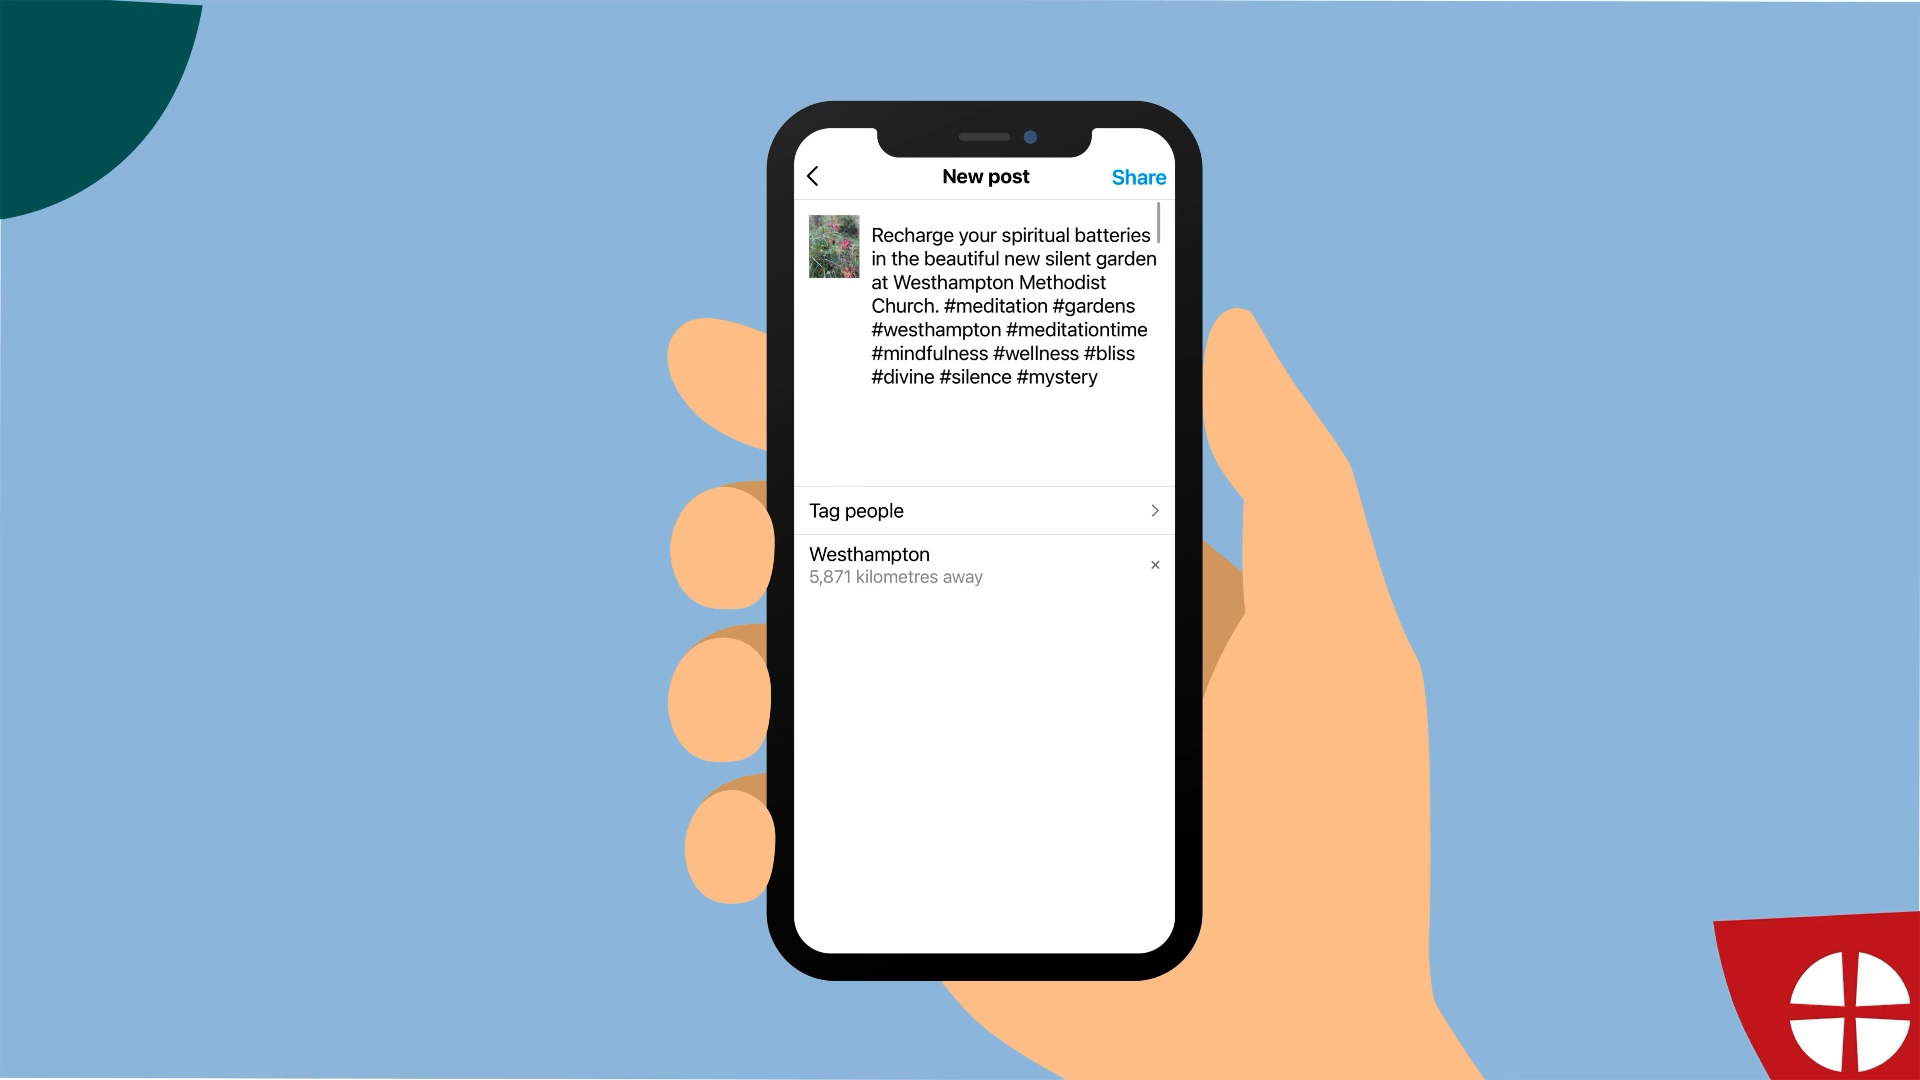 New post
Share
Recharge your spiritual batteries
in the beautiful new silent garden
at Westhampton Methodist
Church. #meditation #gardens
#westhampton #meditationtime
#mindfulness #wellness #bliss
#divine #silence #mystery
Tag people
Westhampton
5,871 kilometres away